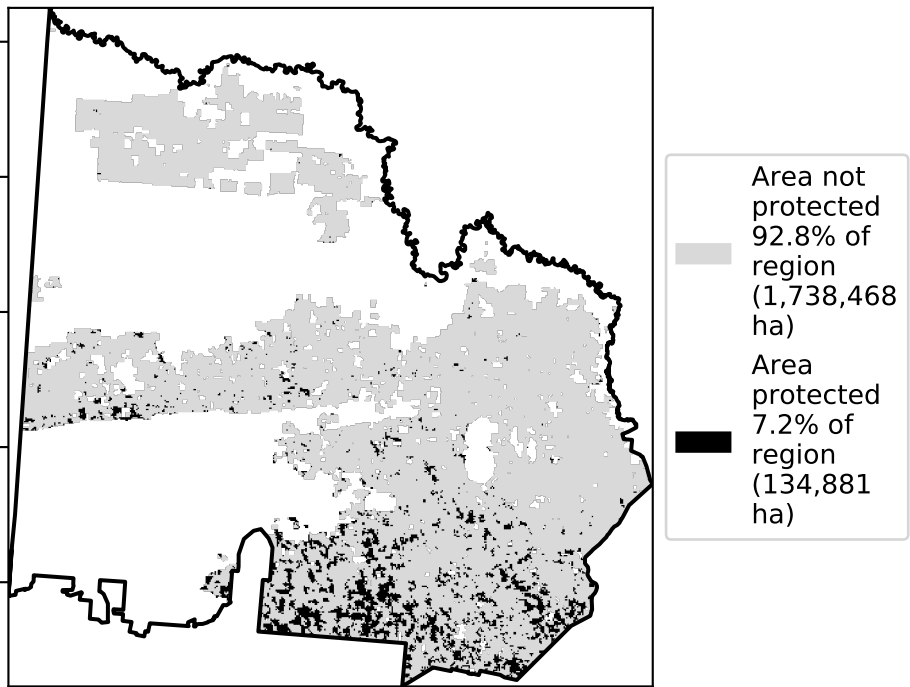 Area not
protected
92.8% of
region
(1,738,468
ha)
Area
protected
7.2% of
region
(134,881
ha)